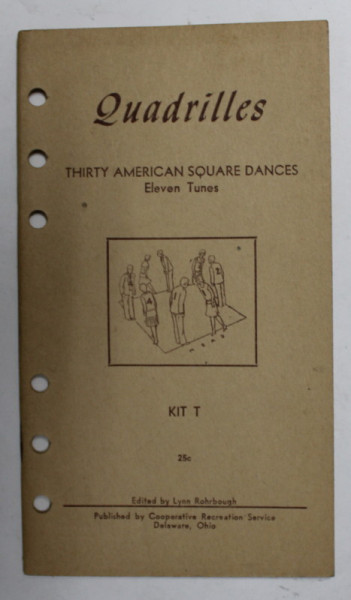 Quadrilles
THIRTY AMERICAN SQUARE DANCES
Eleven Tunes
KIT T
25c
Edited by Lynn Rohrbough
Published by Cooperative Recreation Service
Delaware, Ohio